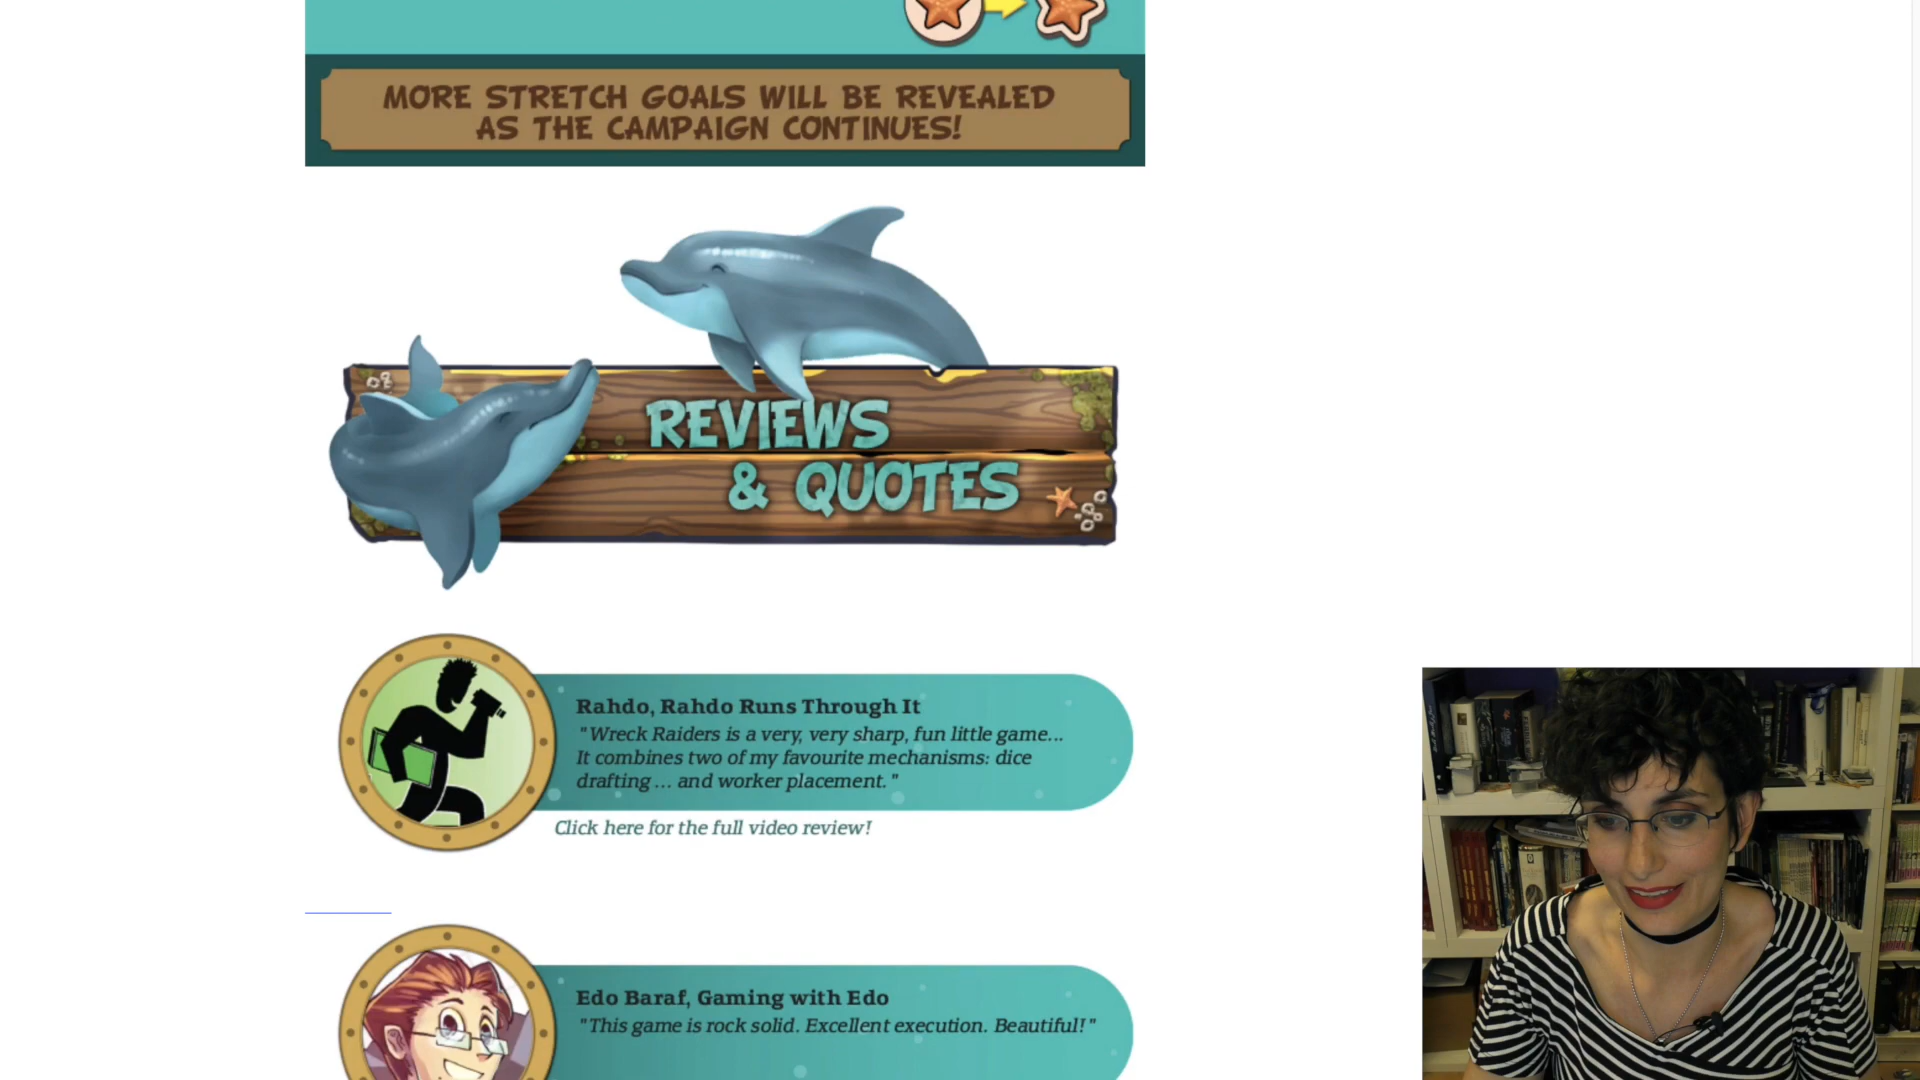 MORE STRETCH GOALS WILL BE REVEALED
AS THE CAMPAIGN CONTINUES!
REVIEWS
& QUOTES
Rahdo, Rahdo Runs Through It
"Wreck Raiders is a very, very sharp, fun little game...
It combines two of my favourite mechanisms: dice
drafting ... and worker placement."
Click here for the full video review!
Edo Baraf, Gaming with Edo
"This game is rock solid. Excellent execution. Beautiful!"